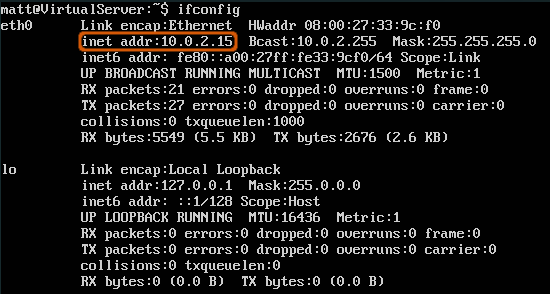 matt@VirtualServer:~$ ifconfig
eth0 Link encap:Ethernet HWaddr 08:00:27:33:9c:f0
inet addr:10.0.2.15 Bcast:10.0.2.255 Mask:255.255.255.0
inet6 addr: fe80::a00:27ff:fe33:9cf0/64 Scope:Link
UP BROADCAST RUNNING MULTICAST MTU:1500 Metric:1
RX packets:21 errors:0 dropped:0 overruns:0 frame:0
TX packets:27 errors:0 dropped:0 overruns:0 carrier:0
collisions:0 txqueuelen:1000
RX bytes:5549 (5.5 KB) TX bytes:2676 (2.6 KB)
lo Link encap:Local Loopback
inet addr:127.0.0.1 Mask:255.0.0.0
inet6 addr: ::1/128 Scope:Host
UP LOOPBACK RUNNING MTU:16436 Metric:1
RX packets:0 errors:0 dropped:0 overruns:0 frame:0
TX packets:0 errors:0 dropped:0 overruns:0 carrier:0
collisions:0 txqueuelen:0
RX bytes:0 (0.0 B) TX bytes:0 (0.0 B)